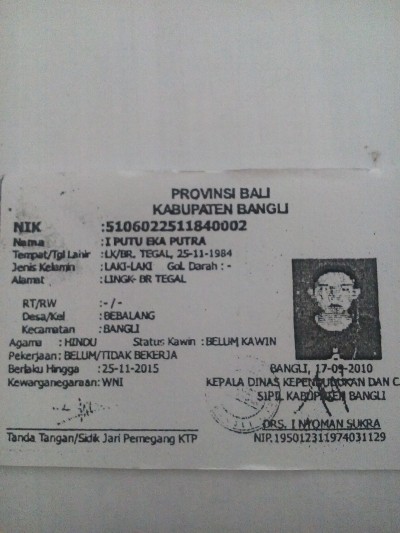 PROVINSI BALI
KABUPATEN BANGLI
NIK :5106022511840002
Nama : I PUTU EKA PUTRA
Tempat/Tgl Lahir :LK/BR. TEGAL, 25-11-1984
Jenis Kelamin :LAKI-LAKI Gol. Darah : -
Alamat :LINGK- BR TEGAL
RT/RW :- / -
Desa/Kel : BEBALANG
Kecamatan : BANGLI
Agama : HINDU Status Kawin : BELUM KAWIN
Pekerjaan: BELUM/TIDAK BEKERJA
Berlaku Hingga :25-11-2015
Kewarganegaraan: WNI
BANGLI, 17-09-2010
KEPALA DINAS KEPENDUDUKAN DAN CA
SIPIL KABUPATEN BANGLI
DRS. I NYOMAN SUKRA
NIP.195012311974031129
Tanda Tangan/Sidik Jari Pemegang KTP